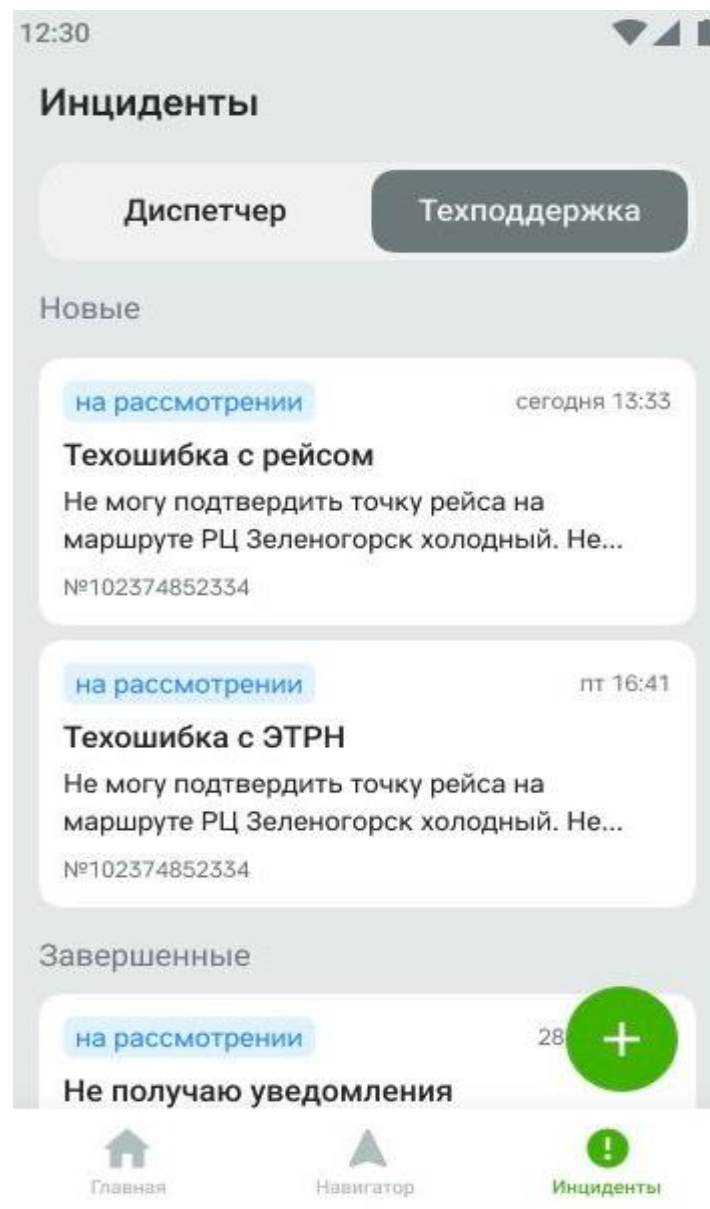 12:30
Инциденты
Диспетчер
Техподдержка
Новые
на рассмотрении
сегодня 13:33
Техошибка с рейсом
Не могу подтвердить точку рейса на
маршруте РЦ Зеленогорск холодный. Не...
№102374852334
на рассмотрении
пт 16:41
Техошибка с ЭТРН
Не могу подтвердить точку рейса на
маршруте РЦ Зеленогорск холодный. Не...
№102374852334
Завершенные
на рассмотрении
28
Не получаю уведомления
Главная
Навигатор
Инциденты